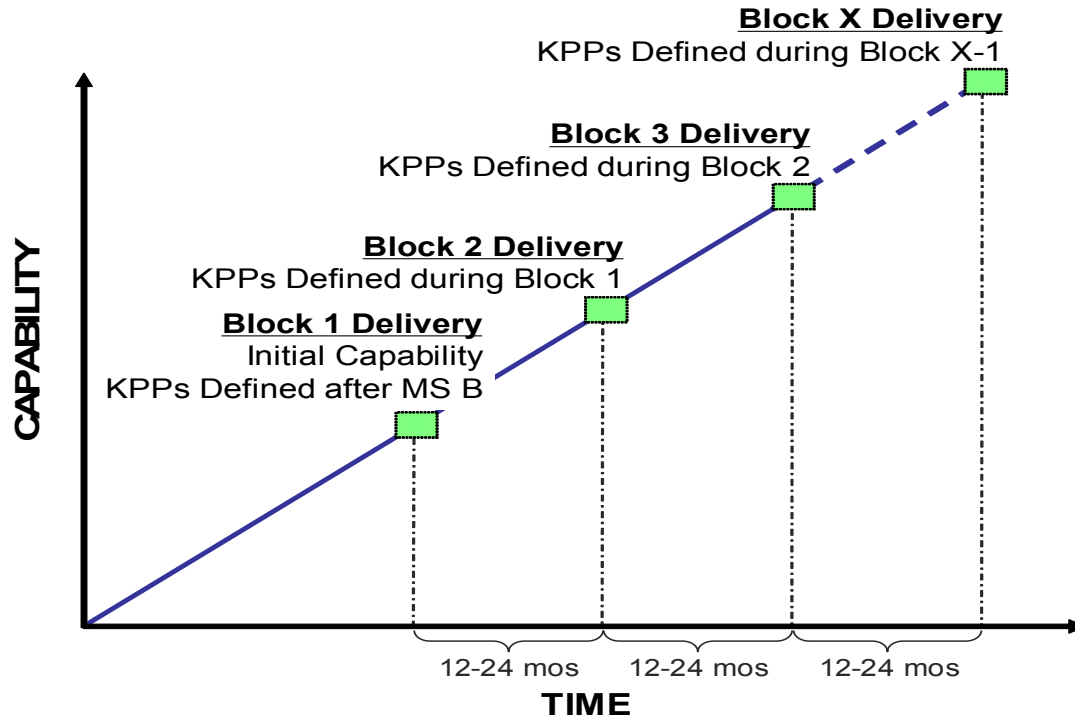 Block X Delivery
KPPs Defined during Block X-1
Block 3 Delivery
KPPs Defined during Block 2
Block 2 Delivery
KPPs Defined during Block 1
Block 1 Delivery
Initial Capability
KPPs Defined after MS B
CAPABILITY
12-24 mos
12-24 mos
12-24 mos
TIME